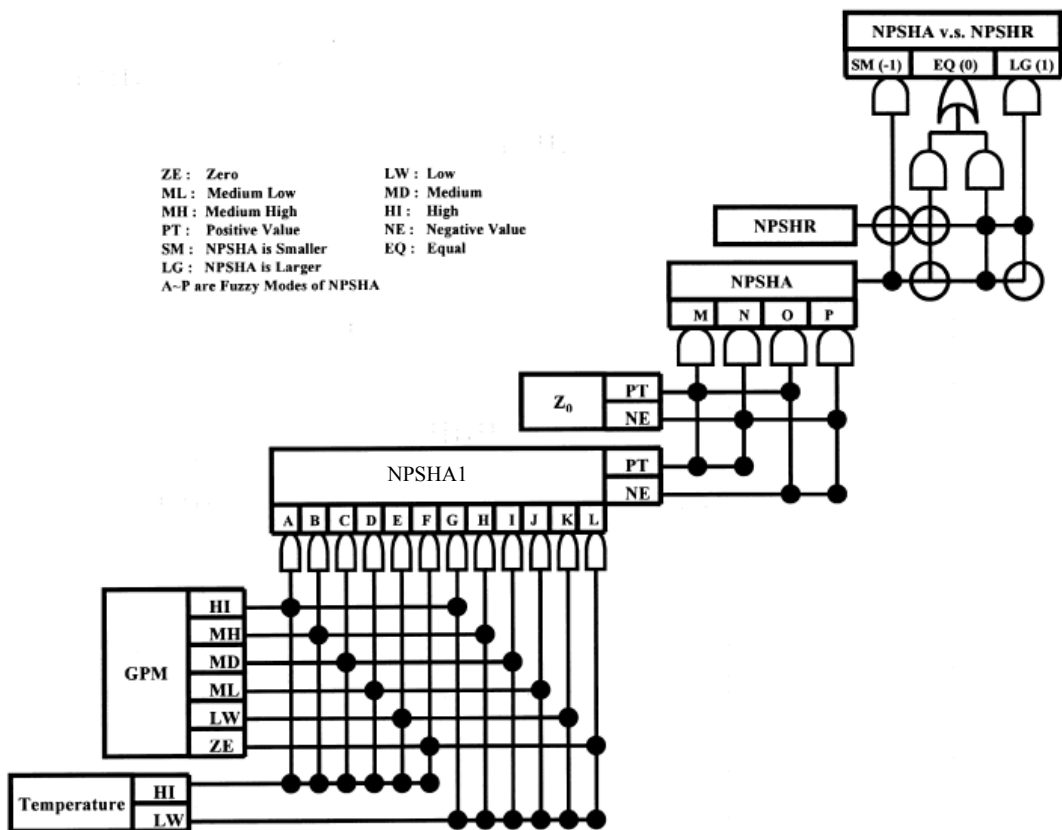 NPSHA v.s. NPSHR
SM (-1) EQ (0) LG (1)
ZE : Zero LW : Low
ML : Medium Low MD : Medium
MH : Medium High HI : High
PT : Positive Value NE : Negative Value
SM : NPSHA is Smaller EQ : Equal
LG : NPSHA is Larger
A~P are Fuzzy Modes of NPSHA
NPSHR
NPSHA
M N O P
Z0
PT
NE
NPSHA1
PT
NE
A B C D E F G H I J K L
GPM
HI
MH
MD
ML
LW
ZE
Temperature
HI
LW